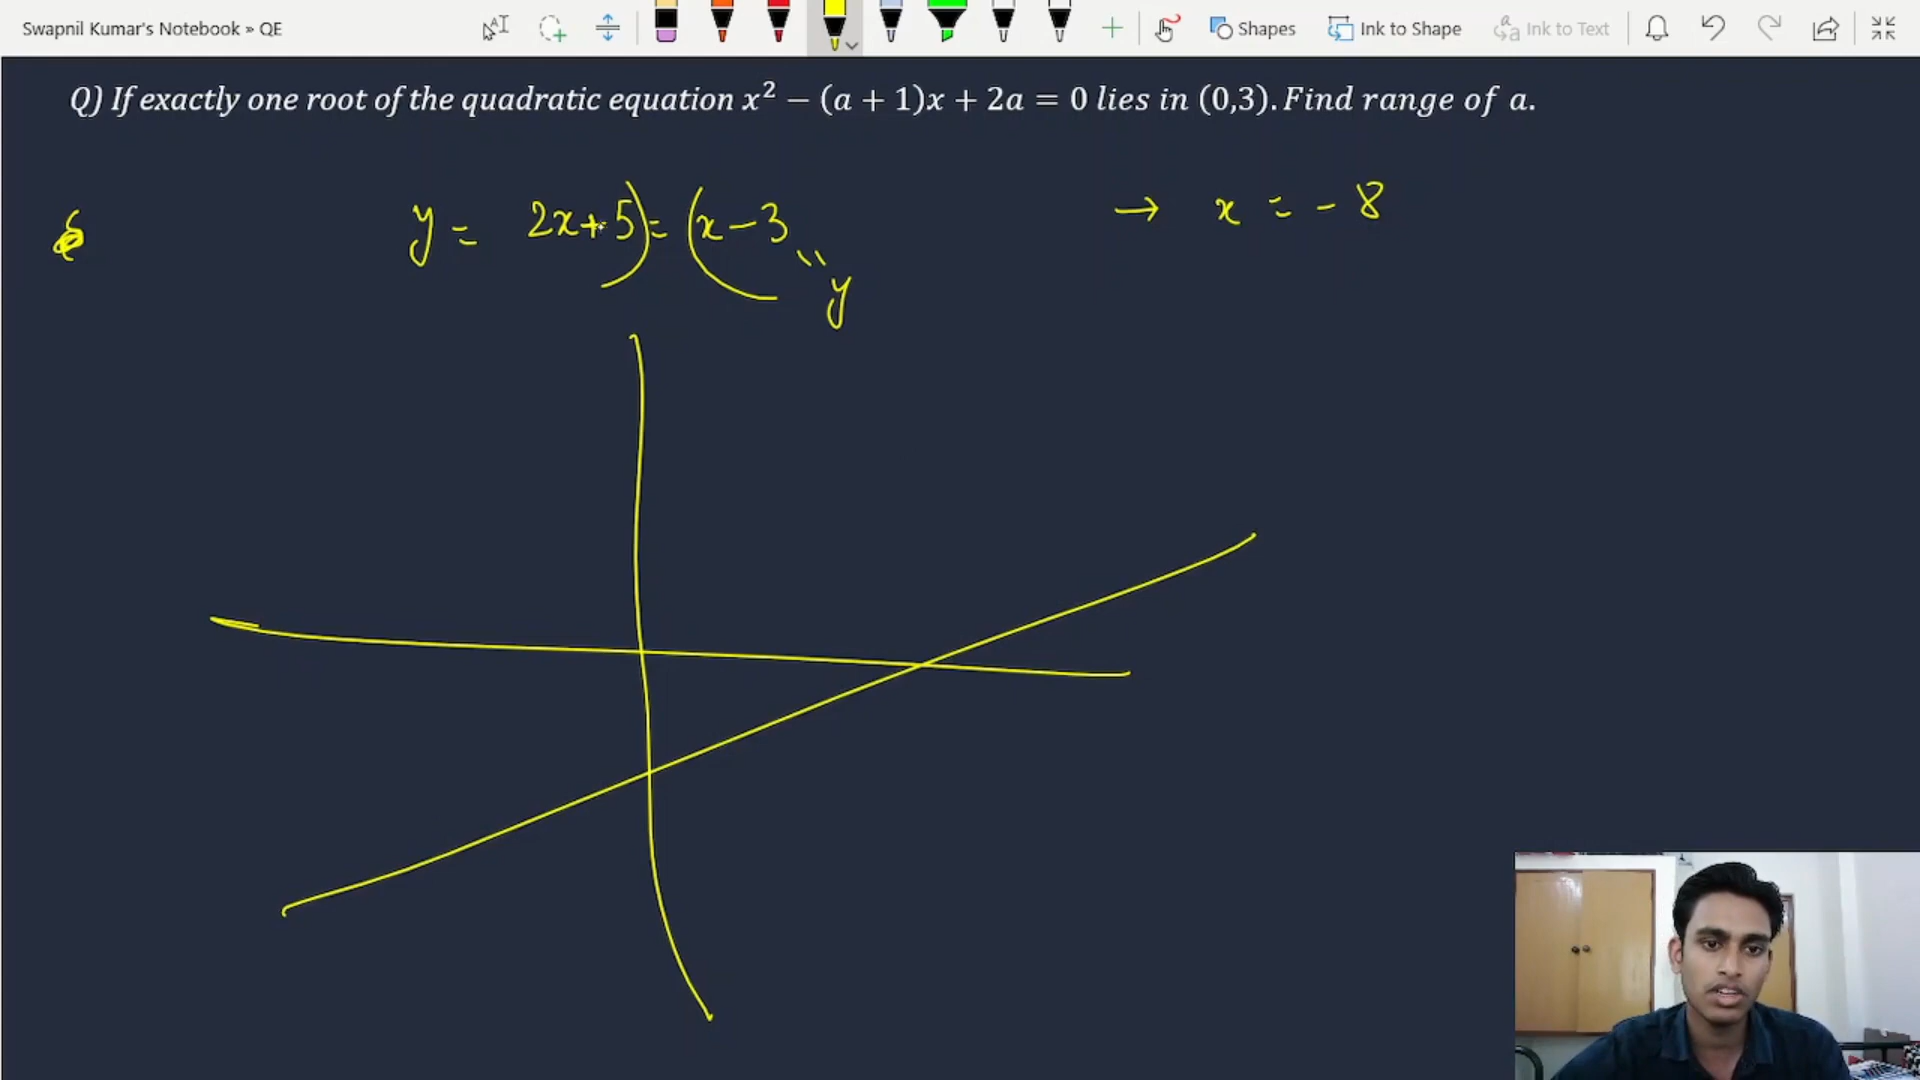 Swapnil Kumar's Notebook » QE
Shapes
Ink to Shape
Ink to Text
Q) If exactly one root of the quadratic equation x² − (a + 1)x + 2a = 0 lies in (0,3). Find range of a.
y = 2x+5) = (x−3
→ x = −8
" y